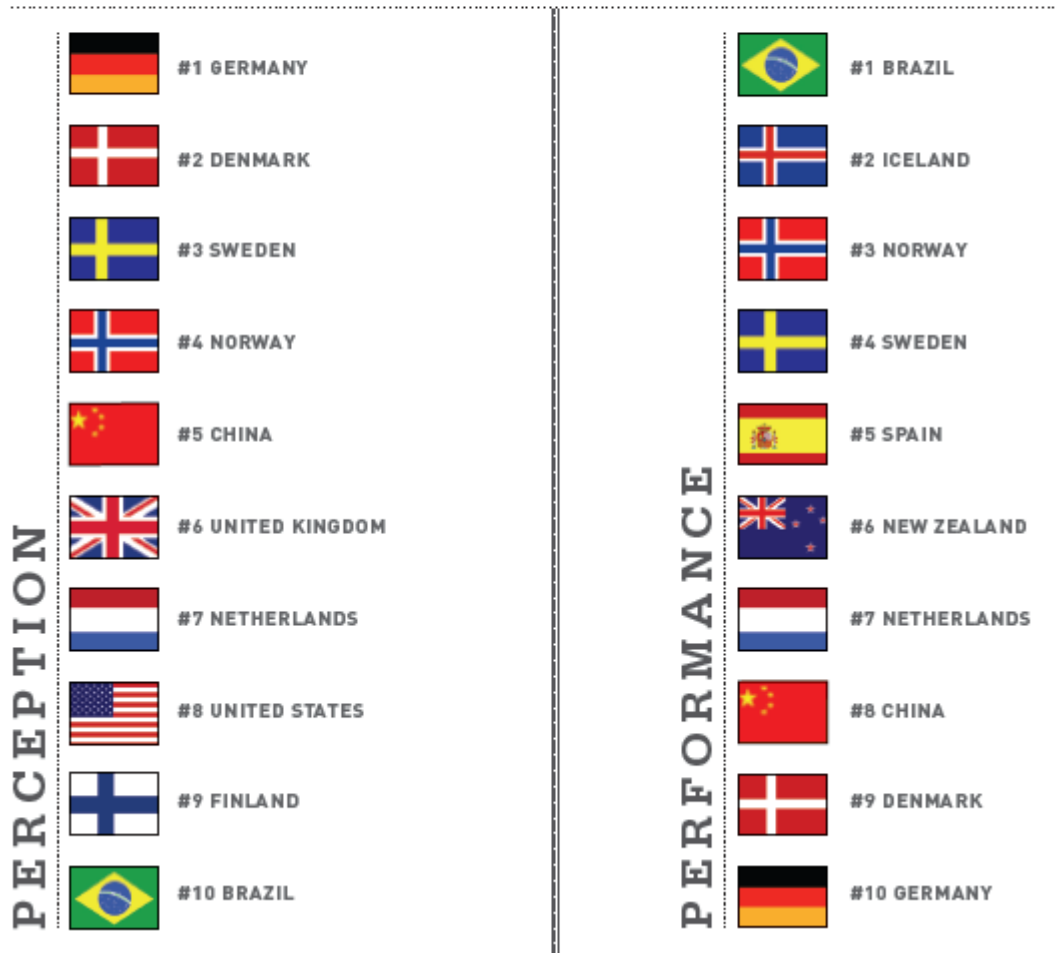 PERCEPTION
#1 GERMANY
#2 DENMARK
#3 SWEDEN
#4 NORWAY
#5 CHINA
#6 UNITED KINGDOM
#7 NETHERLANDS
#8 UNITED STATES
#9 FINLAND
#10 BRAZIL
PERFORMANCE
#1 BRAZIL
#2 ICELAND
#3 NORWAY
#4 SWEDEN
#5 SPAIN
#6 NEW ZEALAND
#7 NETHERLANDS
#8 CHINA
#9 DENMARK
#10 GERMANY